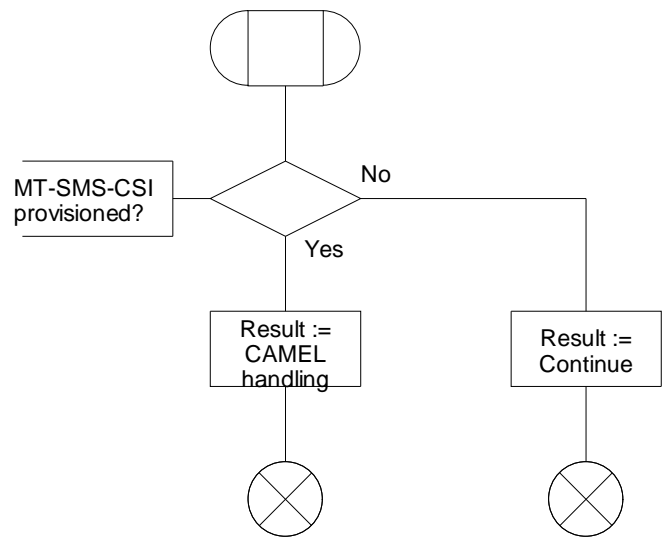 MT-SMS-CSI
provisioned?
No
Yes
Result :=
CAMEL
handling
Result :=
Continue